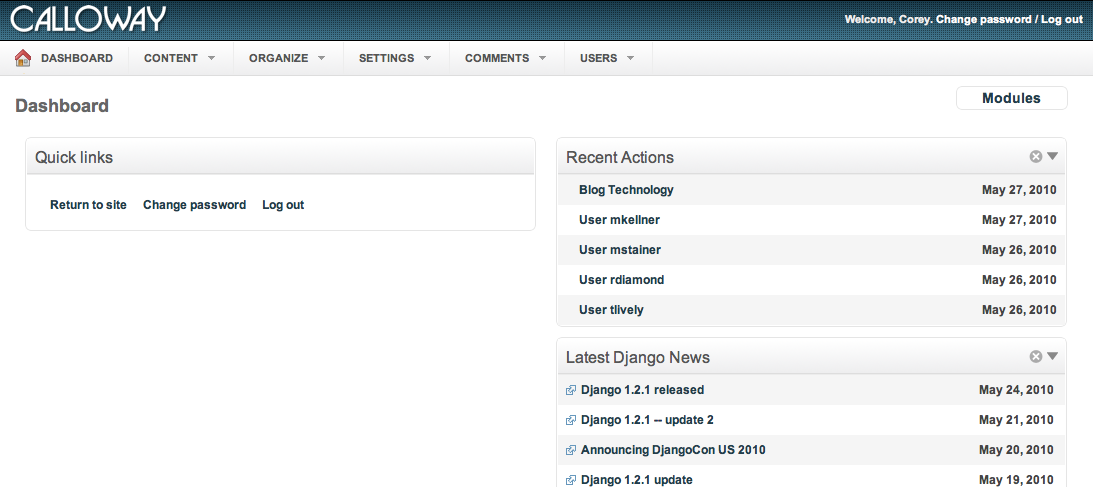 CALLOWAY
Welcome, Corey. Change password / Log out
DASHBOARD CONTENT ORGANIZE SETTINGS COMMENTS USERS
Dashboard
Modules
Quick links
Return to site Change password Log out
Recent Actions
Blog Technology May 27, 2010
User mkellner May 27, 2010
User mstainer May 26, 2010
User rdiamond May 26, 2010
User tlively May 26, 2010
Latest Django News
Django 1.2.1 released May 24, 2010
Django 1.2.1 -- update 2 May 21, 2010
Announcing DjangoCon US 2010 May 20, 2010
Django 1.2.1 update May 19, 2010